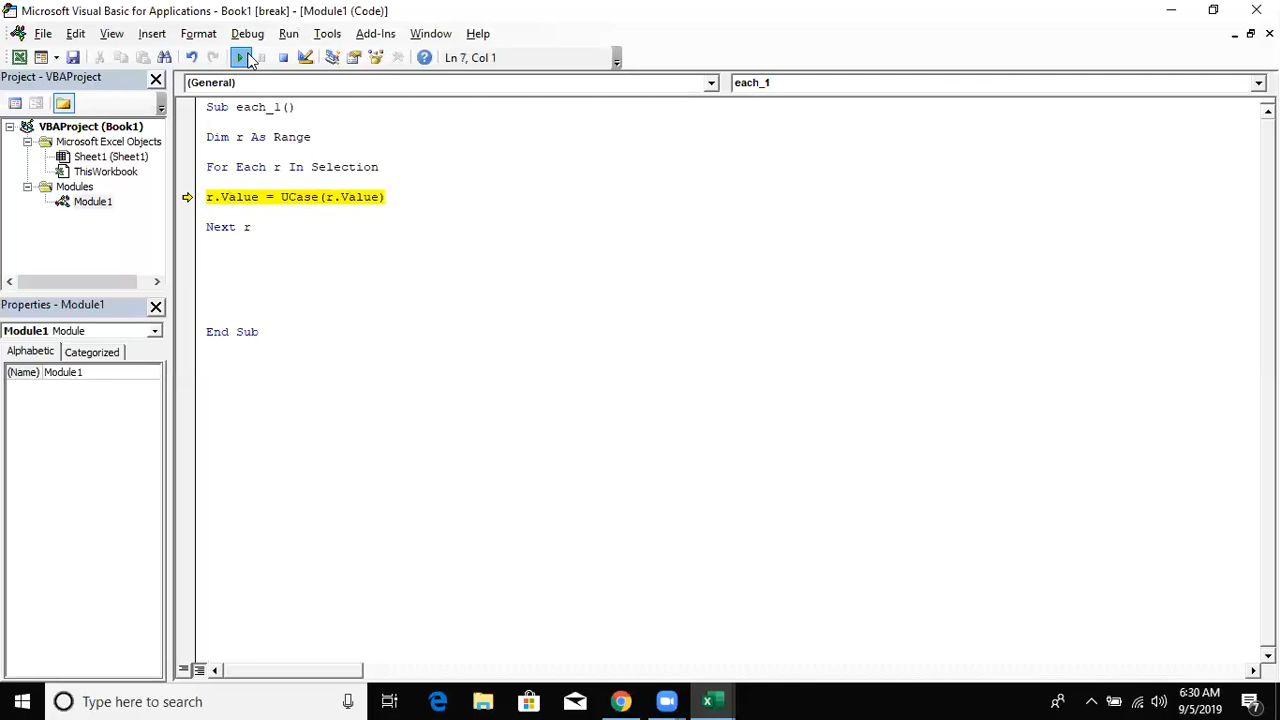 Microsoft Visual Basic for Applications - Book1 [break] - [Module1 (Code)]
File Edit View Insert Format Debug Run Tools Add-Ins Window Help
Ln 7, Col 1
Project - VBAProject
(General)
each_1
VBAProject (Book1)
Microsoft Excel Objects
Sheet1 (Sheet1)
ThisWorkbook
Modules
Module1
Sub each_1()
Dim r As Range
For Each r In Selection
r.Value = UCase(r.Value)
Next r
End Sub
Properties - Module1
Module1 Module
Alphabetic Categorized
(Name) Module1
Type here to search
6:30 AM
9/5/2019
7